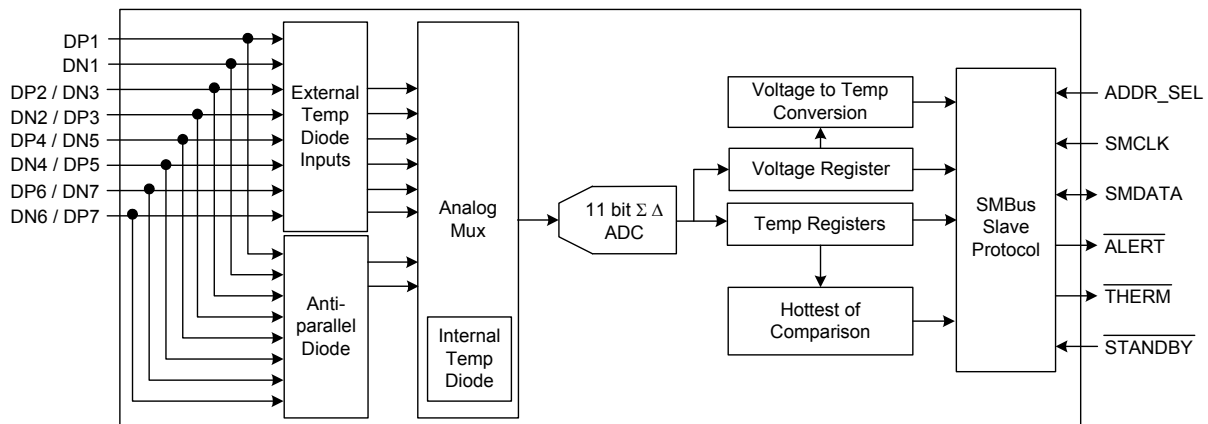 DP1
DN1
DP2 / DN3
DN2 / DP3
DP4 / DN5
DN4 / DP5
DP6 / DN7
DN6 / DP7
External
Temp
Diode
Inputs
Anti-
parallel
Diode
Analog
Mux
Internal
Temp
Diode
11 bit Σ Δ
ADC
Voltage to Temp
Conversion
Voltage Register
Temp Registers
Hottest of
Comparison
SMBus
Slave
Protocol
ADDR_SEL
SMCLK
SMDATA
ALERT
THERM
STANDBY